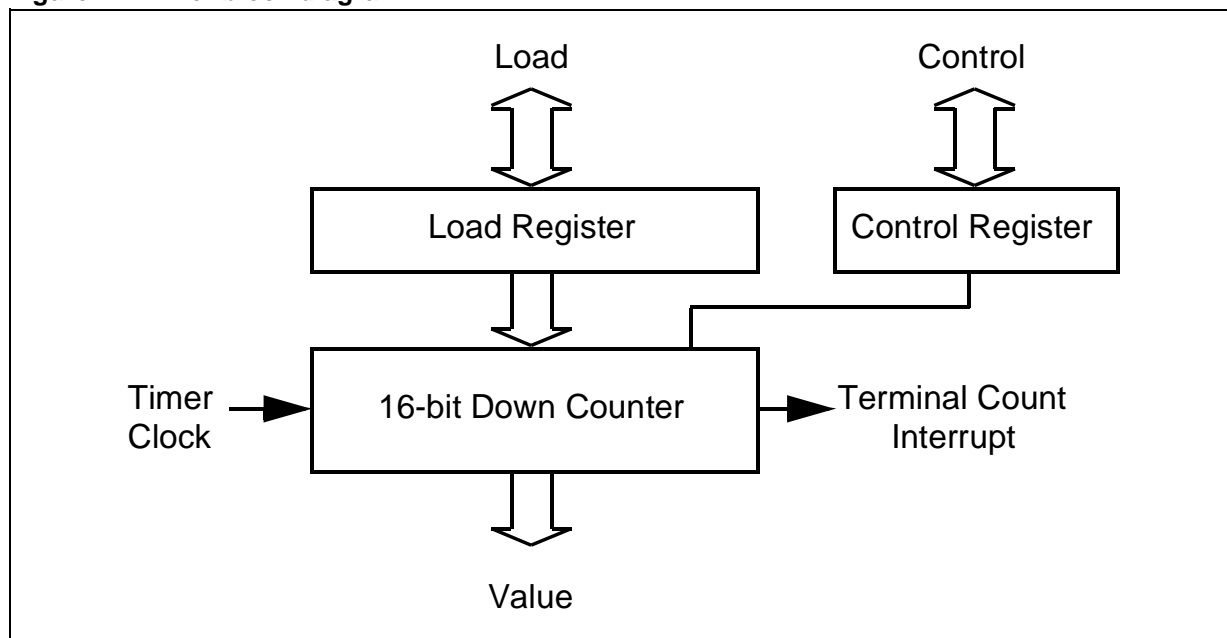 Load
Control
Load Register
Control Register
Timer
Clock
16-bit Down Counter
Terminal Count
Interrupt
Value